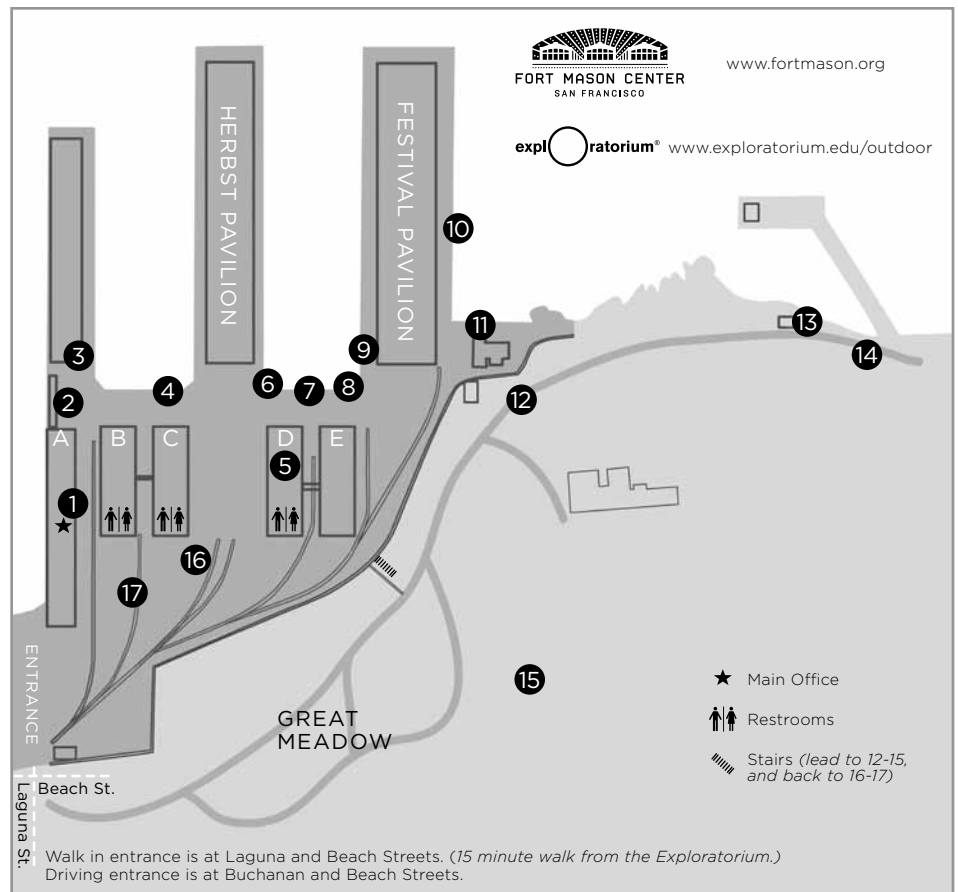 FORT MASON CENTER
SAN FRANCISCO
www.fortmason.org
expl ratorium® www.exploratorium.edu/outdoor
HERBST PAVILION
FESTIVAL PAVILION
10
11
13
3
9
14
6
7
8
4
2
12
A
B
C
D
E
5
1
16
17
15
ENTRANCE
GREAT
MEADOW
Main Office
Restrooms
Stairs (lead to 12-15,
and back to 16-17)
Beach St.
Laguna St.
Walk in entrance is at Laguna and Beach Streets. (15 minute walk from the Exploratorium.)
Driving entrance is at Buchanan and Beach Streets.